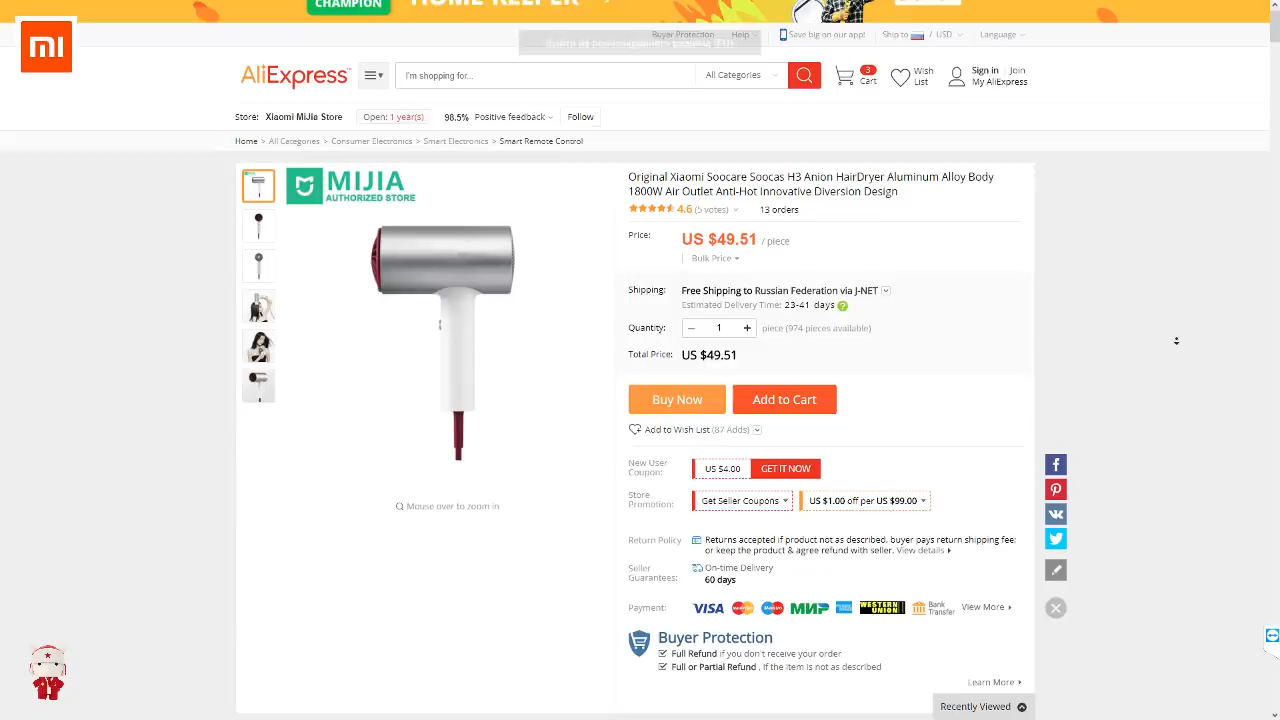 CHAMPION
HOME KEEPER
Buyer Protection
Help
Save big on our app!
Ship to
/ USD
Language
AliExpress™
I'm shopping for...
All Categories
3
Cart
Wish
List
Sign in
Join
My AliExpress
Store: Xiaomi MiJia Store
Open: 1 year(s)
98.5% Positive feedback
Follow
Home > All Categories > Consumer Electronics > Smart Electronics > Smart Remote Control
MIJIA
AUTHORIZED STORE
Mouse over to zoom in
Original Xiaomi Soocare Soocas H3 Anion HairDryer Aluminum Alloy Body
1800W Air Outlet Anti-Hot Innovative Diversion Design
4.6 (5 votes) 13 orders
Price: US $49.51 / piece
Bulk Price
Shipping: Free Shipping to Russian Federation via J-NET
Estimated Delivery Time: 23-41 days
Quantity: 1 piece (974 pieces available)
Total Price: US $49.51
Buy Now
Add to Cart
Add to Wish List (87 Adds)
New User
Coupon:
US $4.00 GET IT NOW
Store
Promotion:
Get Seller Coupons
US $1.00 off per US $99.00
Return Policy
Returns accepted if product not as described, buyer pays return shipping fee;
or keep the product & agree refund with seller. View details
Seller
Guarantees:
On-time Delivery
60 days
Payment: VISA МИР WESTERN UNION Bank Transfer View More
Buyer Protection
Full Refund if you don't receive your order
Full or Partial Refund , If the item is not as described
Learn More
Recently Viewed